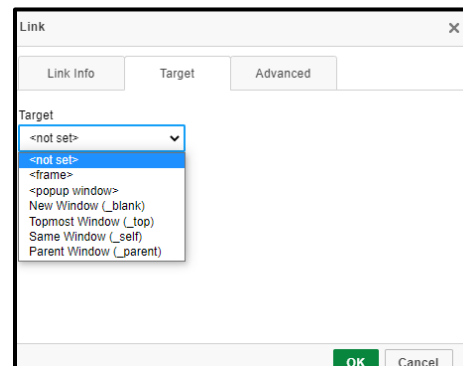 Link
Link Info Target Advanced
Target
<not set>
<not set>
<frame>
<popup window>
New Window (_blank)
Topmost Window (_top)
Same Window (_self)
Parent Window (_parent)
OK Cancel